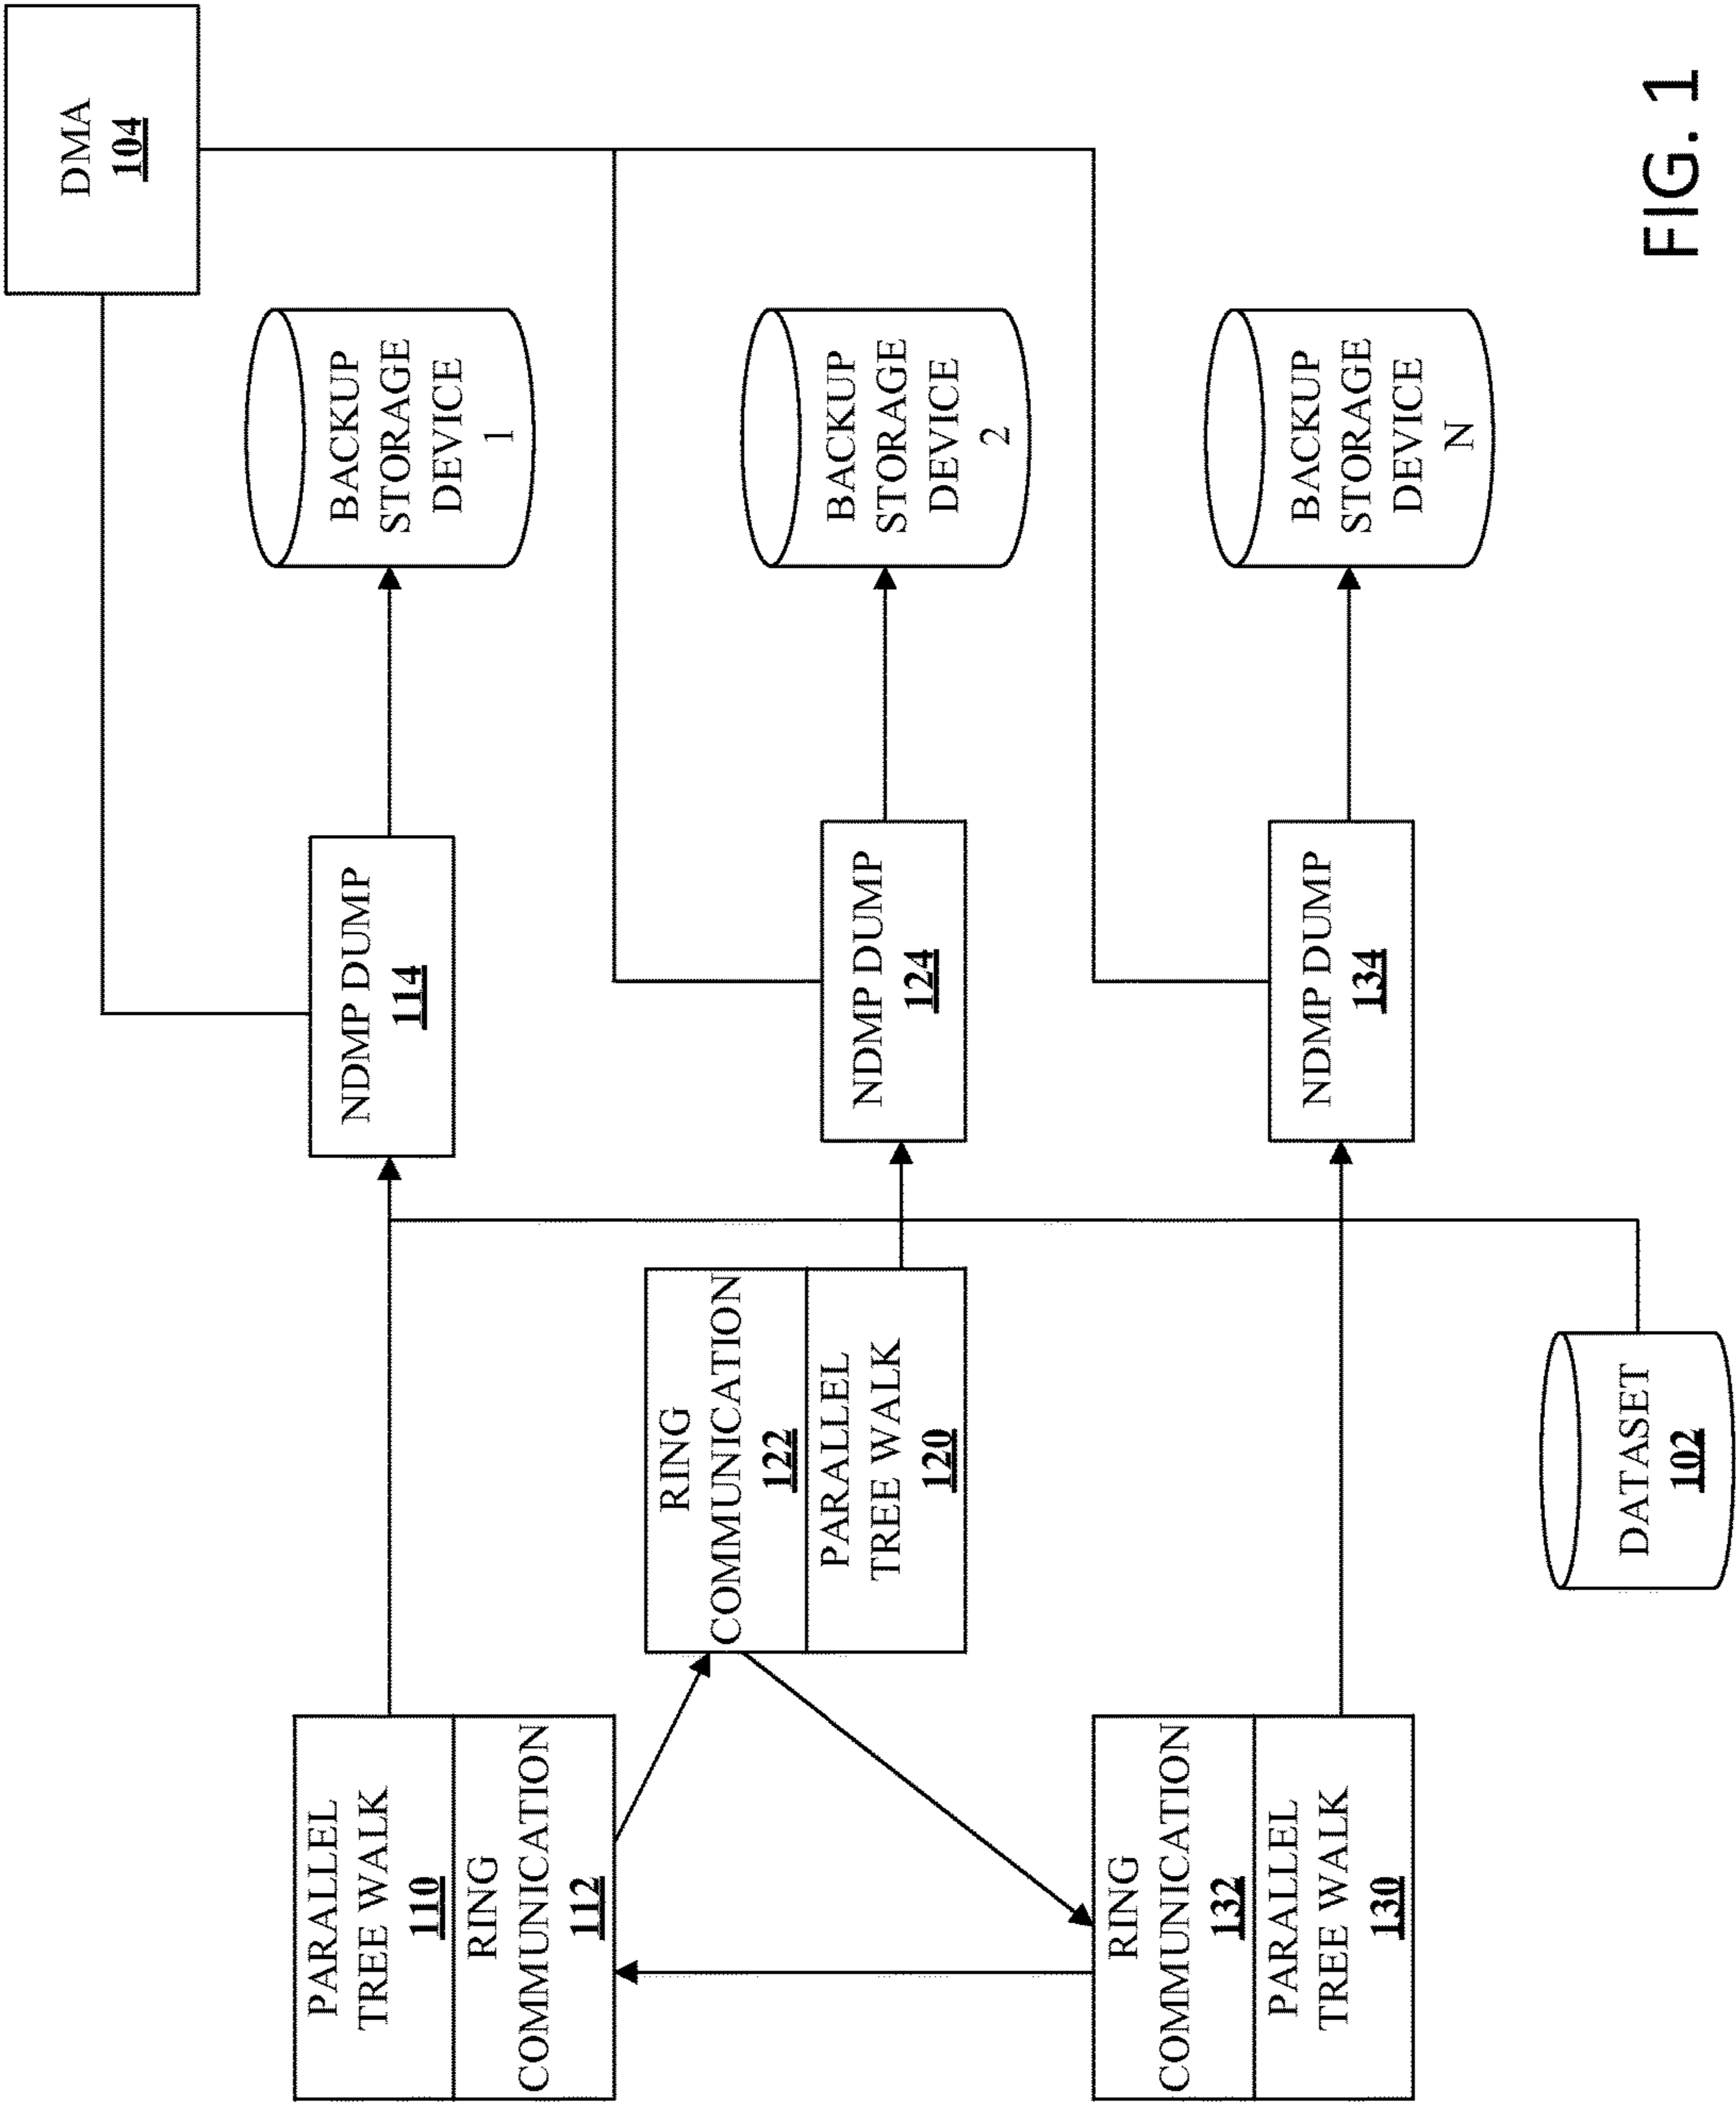 DMA
104
PARALLEL
TREE WALK
110
RING
COMMUNICATION
112
NDMP DUMP
114
BACKUP
STORAGE
DEVICE
1
RING
COMMUNICATION
122
PARALLEL
TREE WALK
120
NDMP DUMP
124
BACKUP
STORAGE
DEVICE
2
RING
COMMUNICATION
132
PARALLEL
TREE WALK
130
NDMP DUMP
134
BACKUP
STORAGE
DEVICE
N
DATASET
102
FIG. 1